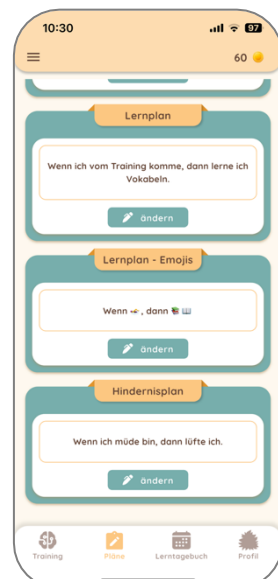 10:30
97
60
Lernplan
Wenn ich vom Training komme, dann lerne ich
Vokabeln.
ändern
Lernplan - Emojis
Wenn , dann
ändern
Hindernisplan
Wenn ich müde bin, dann lüfte ich.
ändern
Training
Pläne
Lerntagebuch
Profil